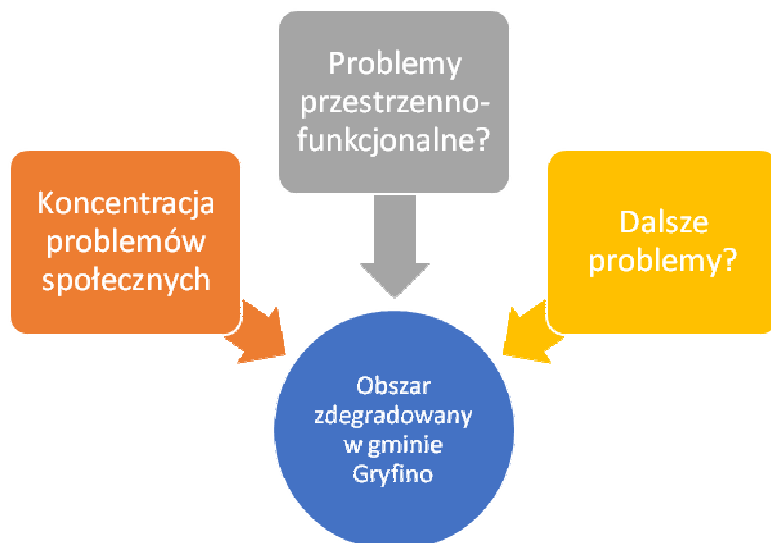 Problemy
przestrzenno-
funkcjonalne?
Koncentracja
problemów
społecznych
Dalsze
problemy?
Obszar
zdegradowany
w gminie
Gryfino